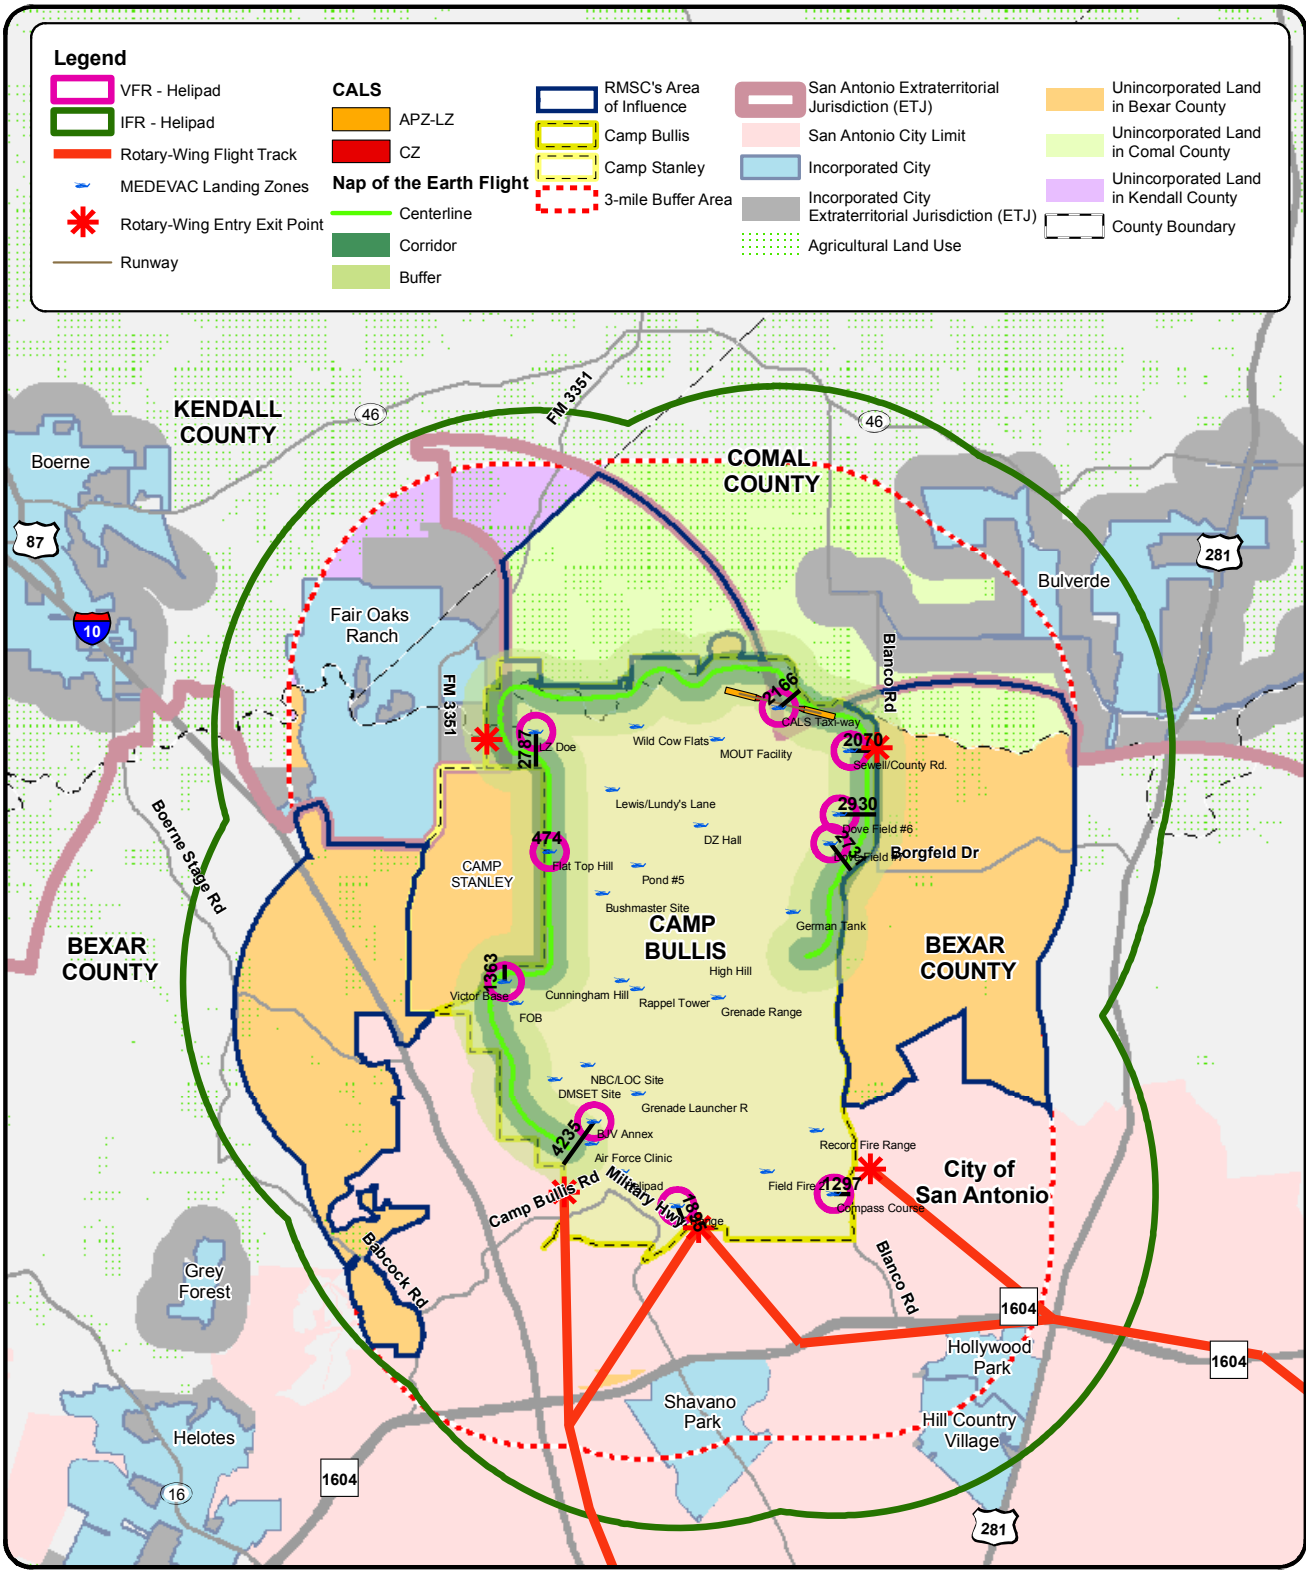 Legend
VFR - Helipad
IFR - Helipad
Rotary-Wing Flight Track
MEDEVAC Landing Zones
Rotary-Wing Entry Exit Point
Runway
CALS
APZ-LZ
CZ
Nap of the Earth Flight
Centerline
Corridor
Buffer
RMSC's Area
of Influence
Camp Bullis
Camp Stanley
3-mile Buffer Area
San Antonio Extraterritorial
Jurisdiction (ETJ)
San Antonio City Limit
Incorporated City
Incorporated City
Extraterritorial Jurisdiction (ETJ)
Agricultural Land Use
Unincorporated Land
in Bexar County
Unincorporated Land
in Comal County
Unincorporated Land
in Kendall County
County Boundary
KENDALL
COUNTY
46
FM 3351
46
Boerne
COMAL
COUNTY
87
281
Bulverde
10
Fair Oaks
Ranch
FM 3351
Blanco Rd
2166
CALS Taxi-way
2787
LZ Doe
Wild Cow Flats
MOUT Facility
2070
Sewell/County Rd.
Lewis/Lundy's Lane
2930
Dove Field #6
DZ Hall
474
Flat Top Hill
Borgfeld Dr
Boerne Stage Rd
CAMP
STANLEY
Pond #5
Bushmaster Site
CAMP
BULLIS
German Tank
BEXAR
COUNTY
BEXAR
COUNTY
High Hill
1363
Victor Base
Cunningham Hill
Rappel Tower
Grenade Range
FOB
NBC/LOC Site
DMSET Site
Grenade Launcher R
4235
BJV Annex
Air Force Clinic
Record Fire Range
City of
San Antonio
Camp Bullis Rd
Military Hwy
Field Fire 2
1297
Compass Course
1895
Babcock Rd
Blanco Rd
Grey
Forest
1604
Hollywood
Park
1604
Shavano
Park
Hill Country
Village
Helotes
1604
16
281